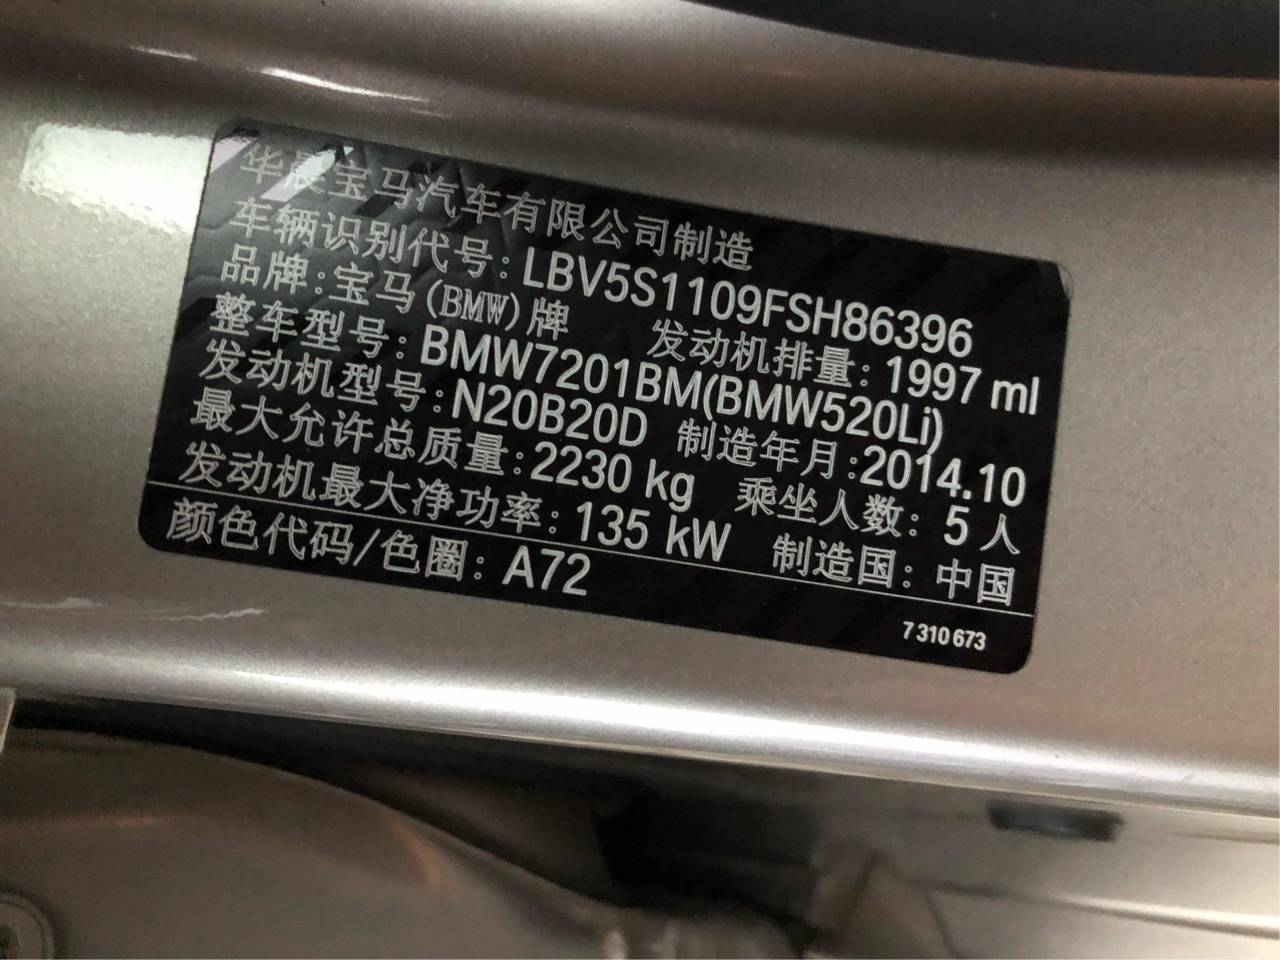 华晨宝马汽车有限公司制造
车辆识别代号: LBV5S1109FSH86396
品牌: 宝马(BMW)牌 发动机排量: 1997 ml
整车型号: BMW7201BM(BMW520Li)
发动机型号: N20B20D 制造年月: 2014.10
最大允许总质量: 2230 kg 乘坐人数: 5 人
发动机最大净功率: 135 kW 制造国: 中国
颜色代码/色圈: A72
7 310 673